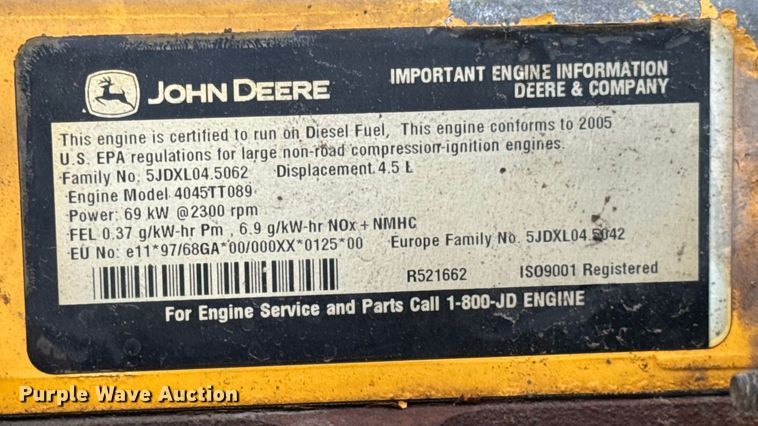 JOHN DEERE
IMPORTANT ENGINE INFORMATION
DEERE & COMPANY
This engine is certified to run on Diesel Fuel, This engine conforms to 2005
U.S. EPA regulations for large non-road compression-ignition engines.
Family No: 5JDXL04.5062 Displacement 4.5 L
Engine Model 4045TT089
Power: 69 kW @2300 rpm
FEL 0.37 g/kW-hr Pm , 6.9 g/kW-hr NOx + NMHC
EU No: e11*97/68GA*00/000XX*0125*00 Europe Family No. 5JDXL04.5042
R521662 ISO9001 Registered
For Engine Service and Parts Call 1-800-JD ENGINE
Purple Wave Auction